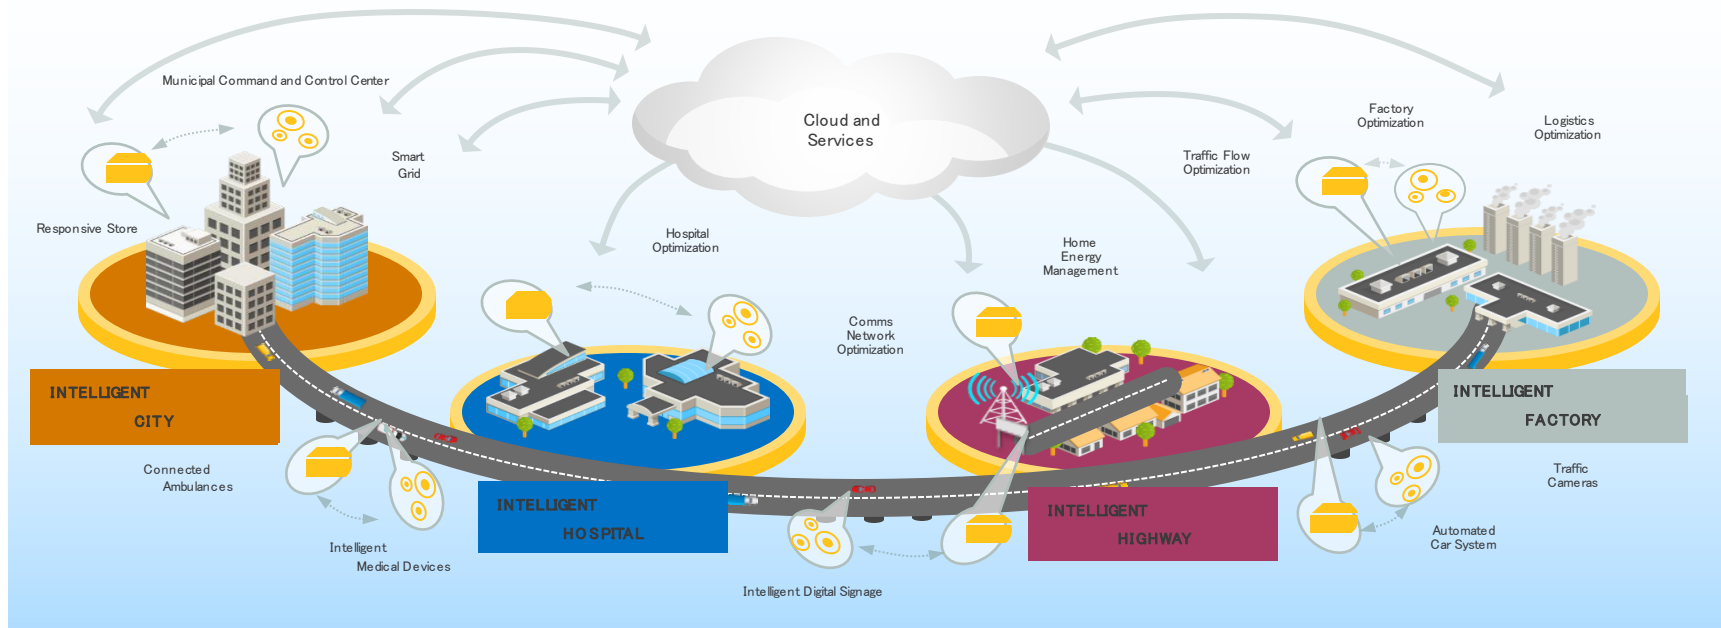 Municipal Command and Control Center
Responsive Store
Smart
Grid
Cloud and
Services
Hospital
Optimization
Comms
Network
Optimization
Home
Energy
Management
Traffic Flow
Optimization
Factory
Optimization
Logistics
Optimization
INTELLIGENT
CITY
Connected
Ambulances
Intelligent
Medical Devices
INTELLIGENT
HOSPITAL
Intelligent Digital Signage
INTELLIGENT
HIGHWAY
INTELLIGENT
FACTORY
Traffic
Cameras
Automated
Car System